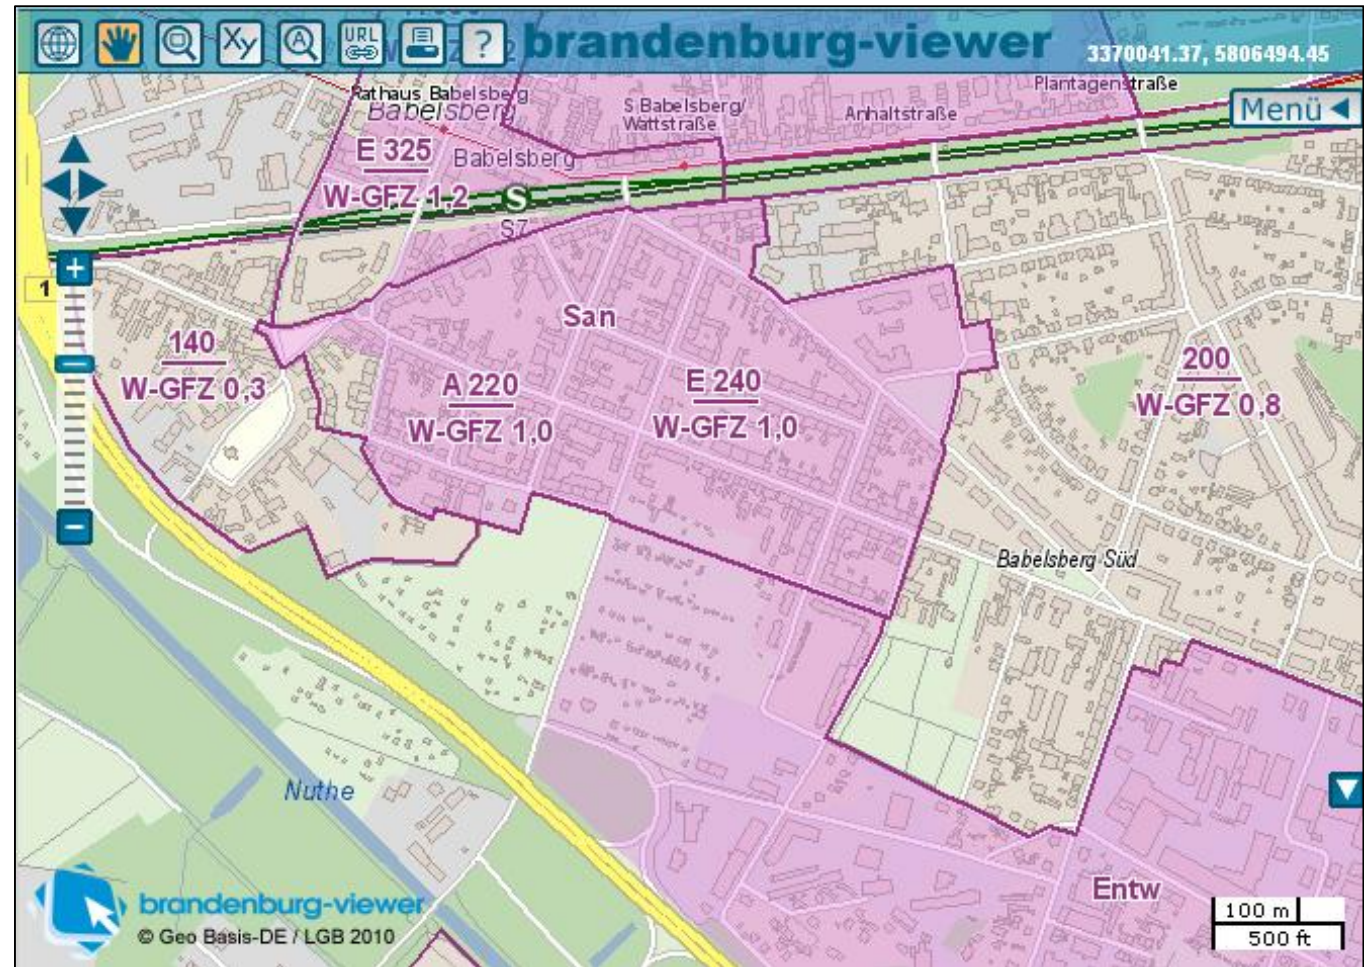 URL
Xy
A
?
brandenburg-viewer
3370041.37, 5806494.45
Menü
Plantagenstraße
Rathaus Babelsberg
Babelsberg
S Babelsberg/
Wattstraße
Anhaltstraße
E 325
W-GFZ 1,2
Babelsberg
S
S7
+
1
San
140
W-GFZ 0,3
A 220
W-GFZ 1,0
E 240
W-GFZ 1,0
200
W-GFZ 0,8
−
Babelsberg Süd
Nuthe
Entw
brandenburg-viewer
© Geo Basis-DE / LGB 2010
100 m
500 ft